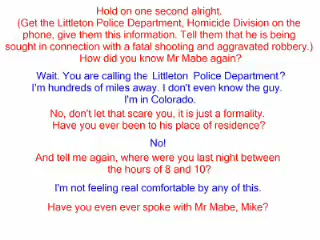 Hold on one second alright.
(Get the Littleton Police Department, Homicide Division on the
phone, give them this information. Tell them that he is being
sought in connection with a fatal shooting and aggravated robbery.)
How did you know Mr Mabe again?
Wait. You are calling the Littleton Police Department?
I'm hundreds of miles away. I don't even know the guy.
I'm in Colorado.
No, don't let that scare you, it is just a formality.
Have you ever been to his place of residence?
No!
And tell me again, where were you last night between
the hours of 8 and 10?
I'm not feeling real comfortable by any of this.
Have you even ever spoke with Mr Mabe, Mike?